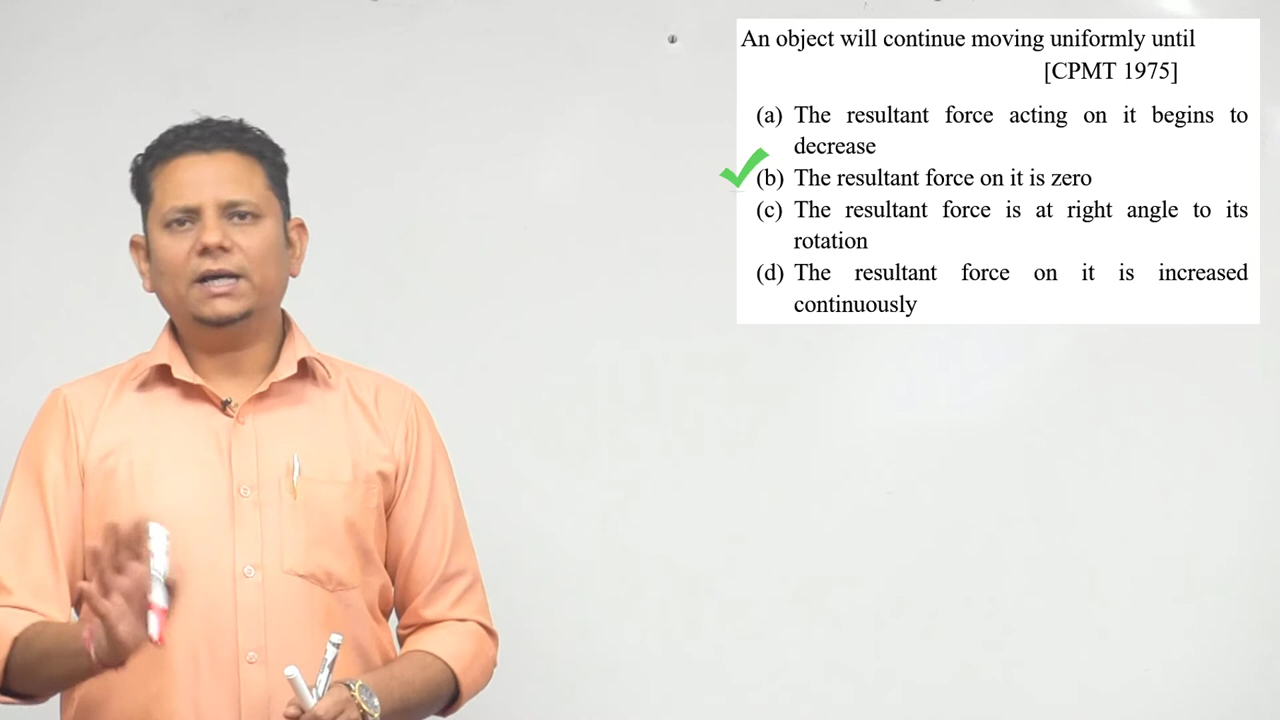 An object will continue moving uniformly until
[CPMT 1975]
(a) The resultant force acting on it begins to
decrease
(b) The resultant force on it is zero
(c) The resultant force is at right angle to its
rotation
(d) The resultant force on it is increased
continuously